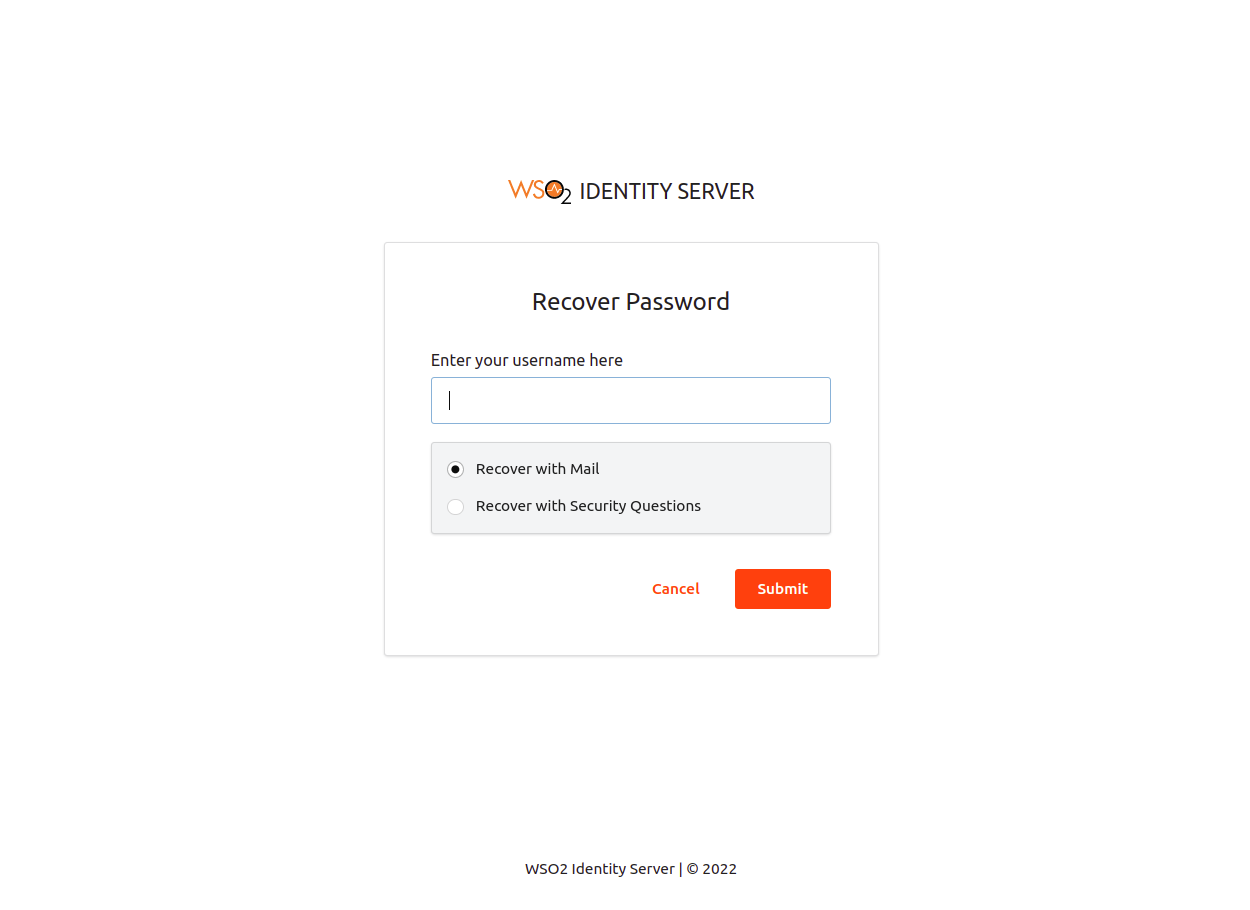 WSO2 IDENTITY SERVER
Recover Password
Enter your username here
Recover with Mail
Recover with Security Questions
Cancel Submit
WSO2 Identity Server | © 2022